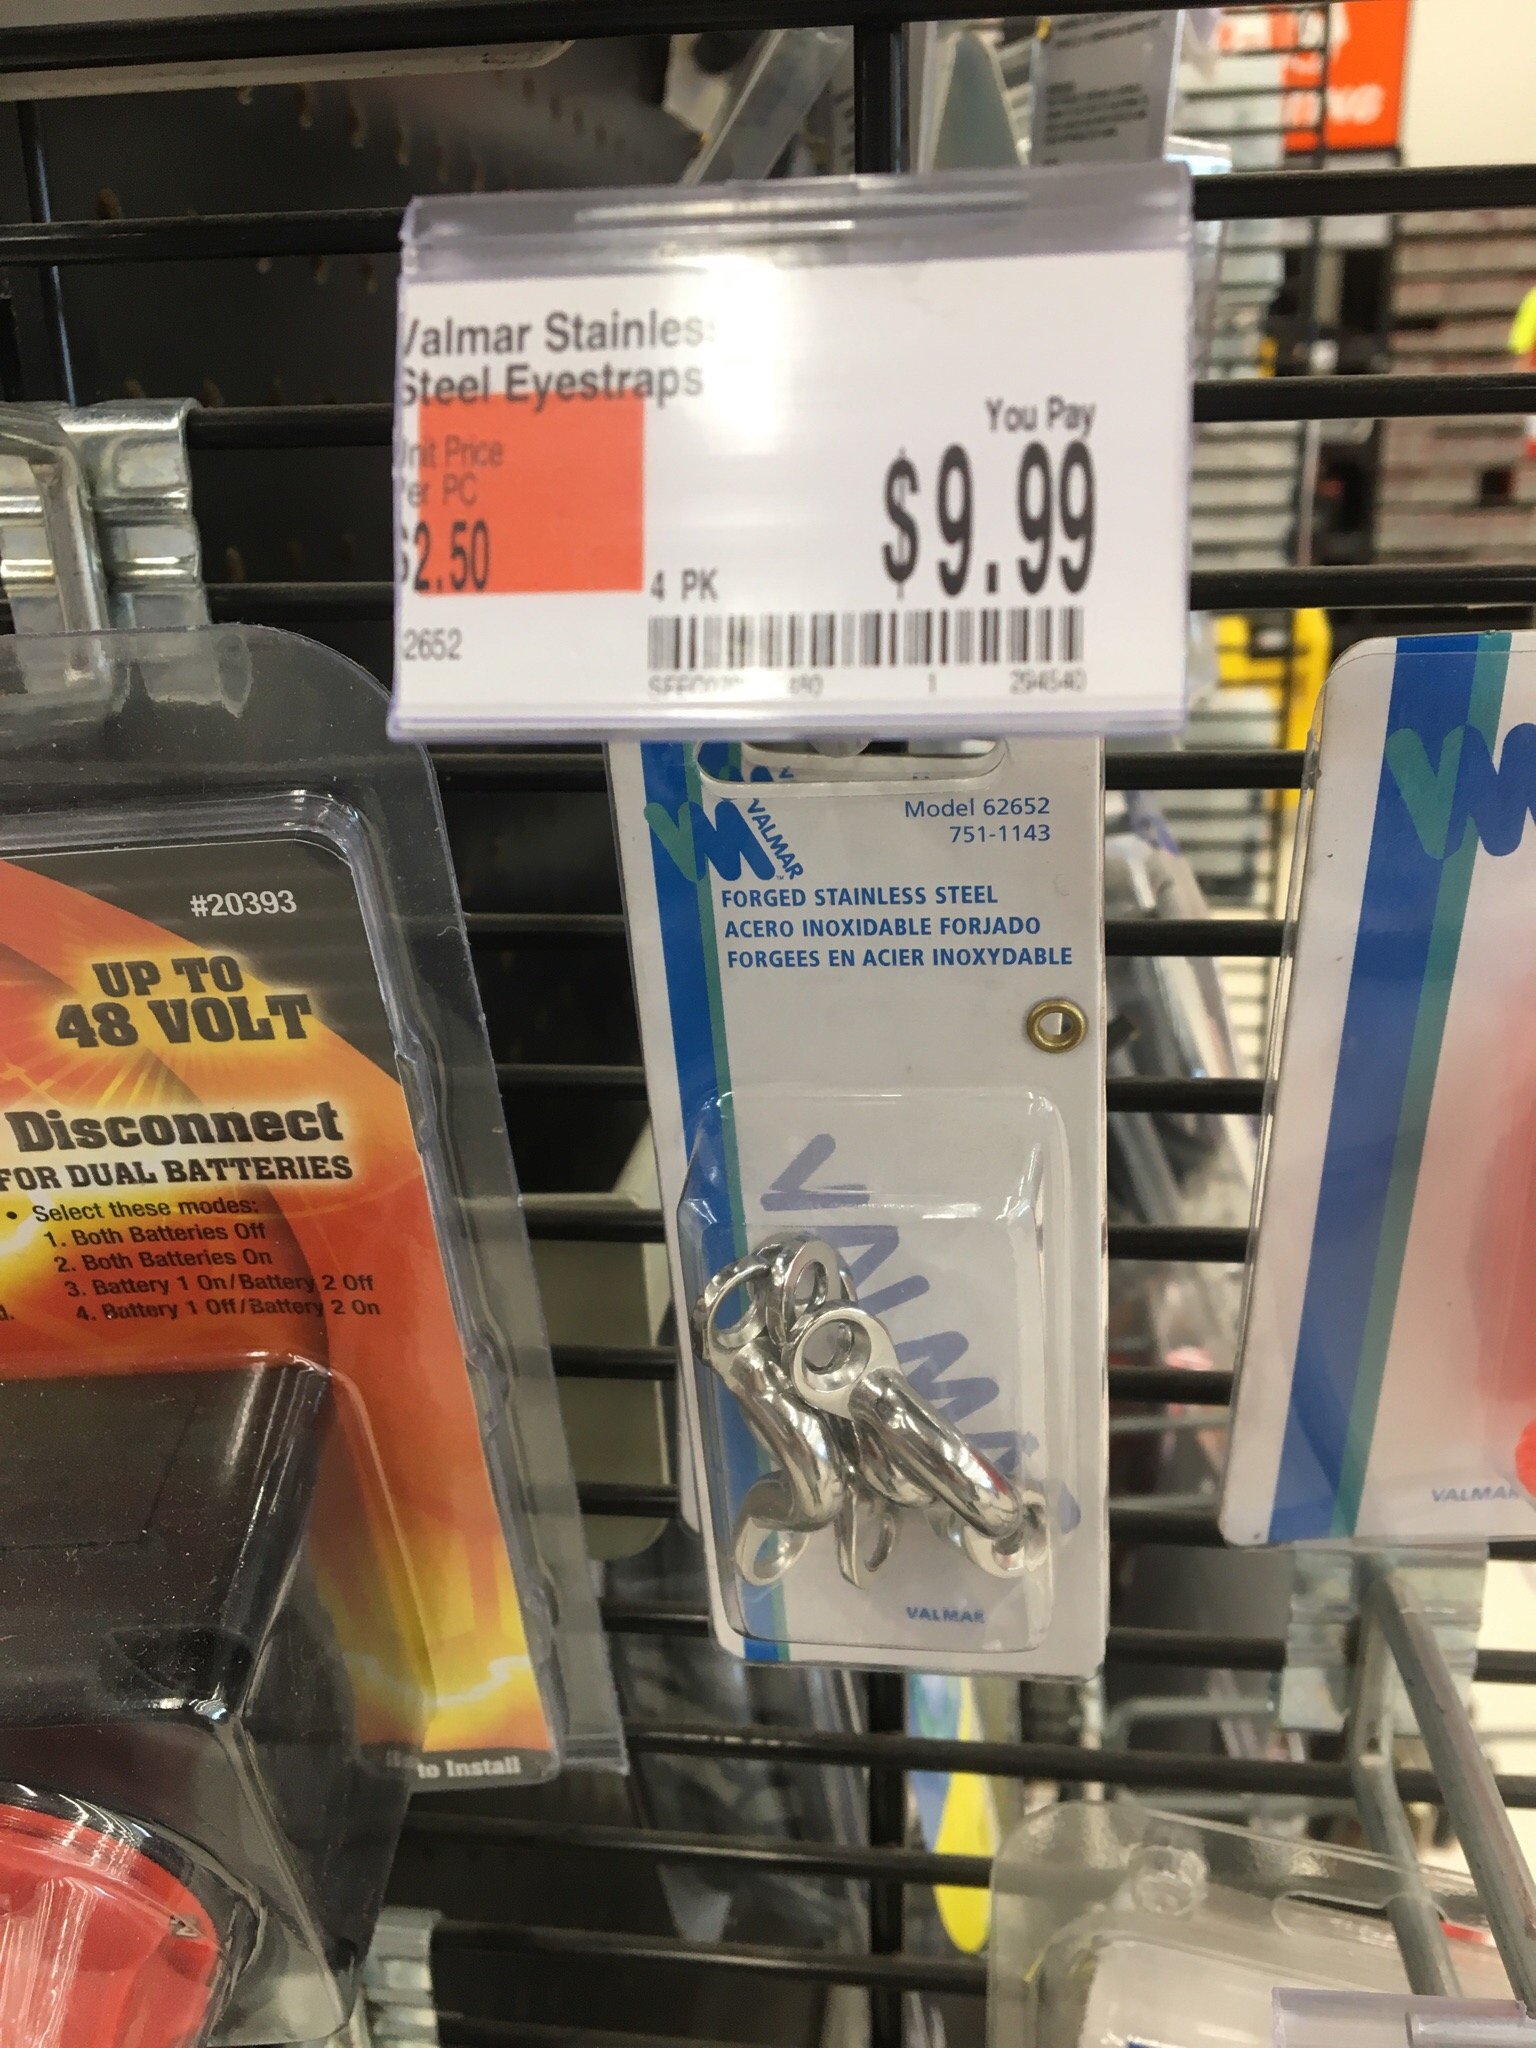 Valmar Stainless
Steel Eyestraps
Unit Price
Per PC
$2.50
You Pay
$9.99
4 PK
2652
1
294540
Model 62652
751-1143
VALMAR
FORGED STAINLESS STEEL
ACERO INOXIDABLE FORJADO
FORGEES EN ACIER INOXYDABLE
VALMAR
VALMAR
#20393
UP TO
48 VOLT
Disconnect
FOR DUAL BATTERIES
• Select these modes:
1. Both Batteries Off
2. Both Batteries On
3. Battery 1 On/Battery 2 Off
4. Battery 1 Off/Battery 2 On
to Install
VALMAR